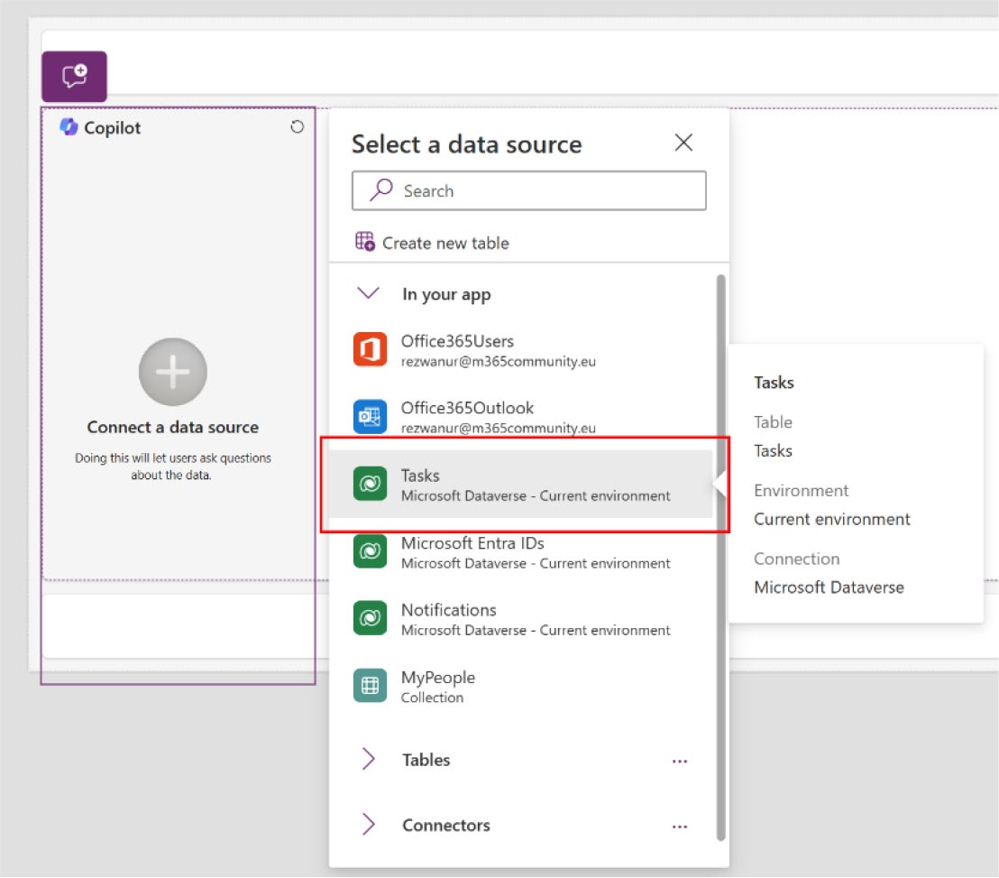 Copilot
Connect a data source
Doing this will let users ask questions
about the data.
Select a data source
Search
Create new table
In your app
Office365Users
rezwanur@m365community.eu
Office365Outlook
rezwanur@m365community.eu
Tasks
Microsoft Dataverse - Current environment
Microsoft Entra IDs
Microsoft Dataverse - Current environment
Notifications
Microsoft Dataverse - Current environment
MyPeople
Collection
Tables
...
Connectors
...
Tasks
Table
Tasks
Environment
Current environment
Connection
Microsoft Dataverse